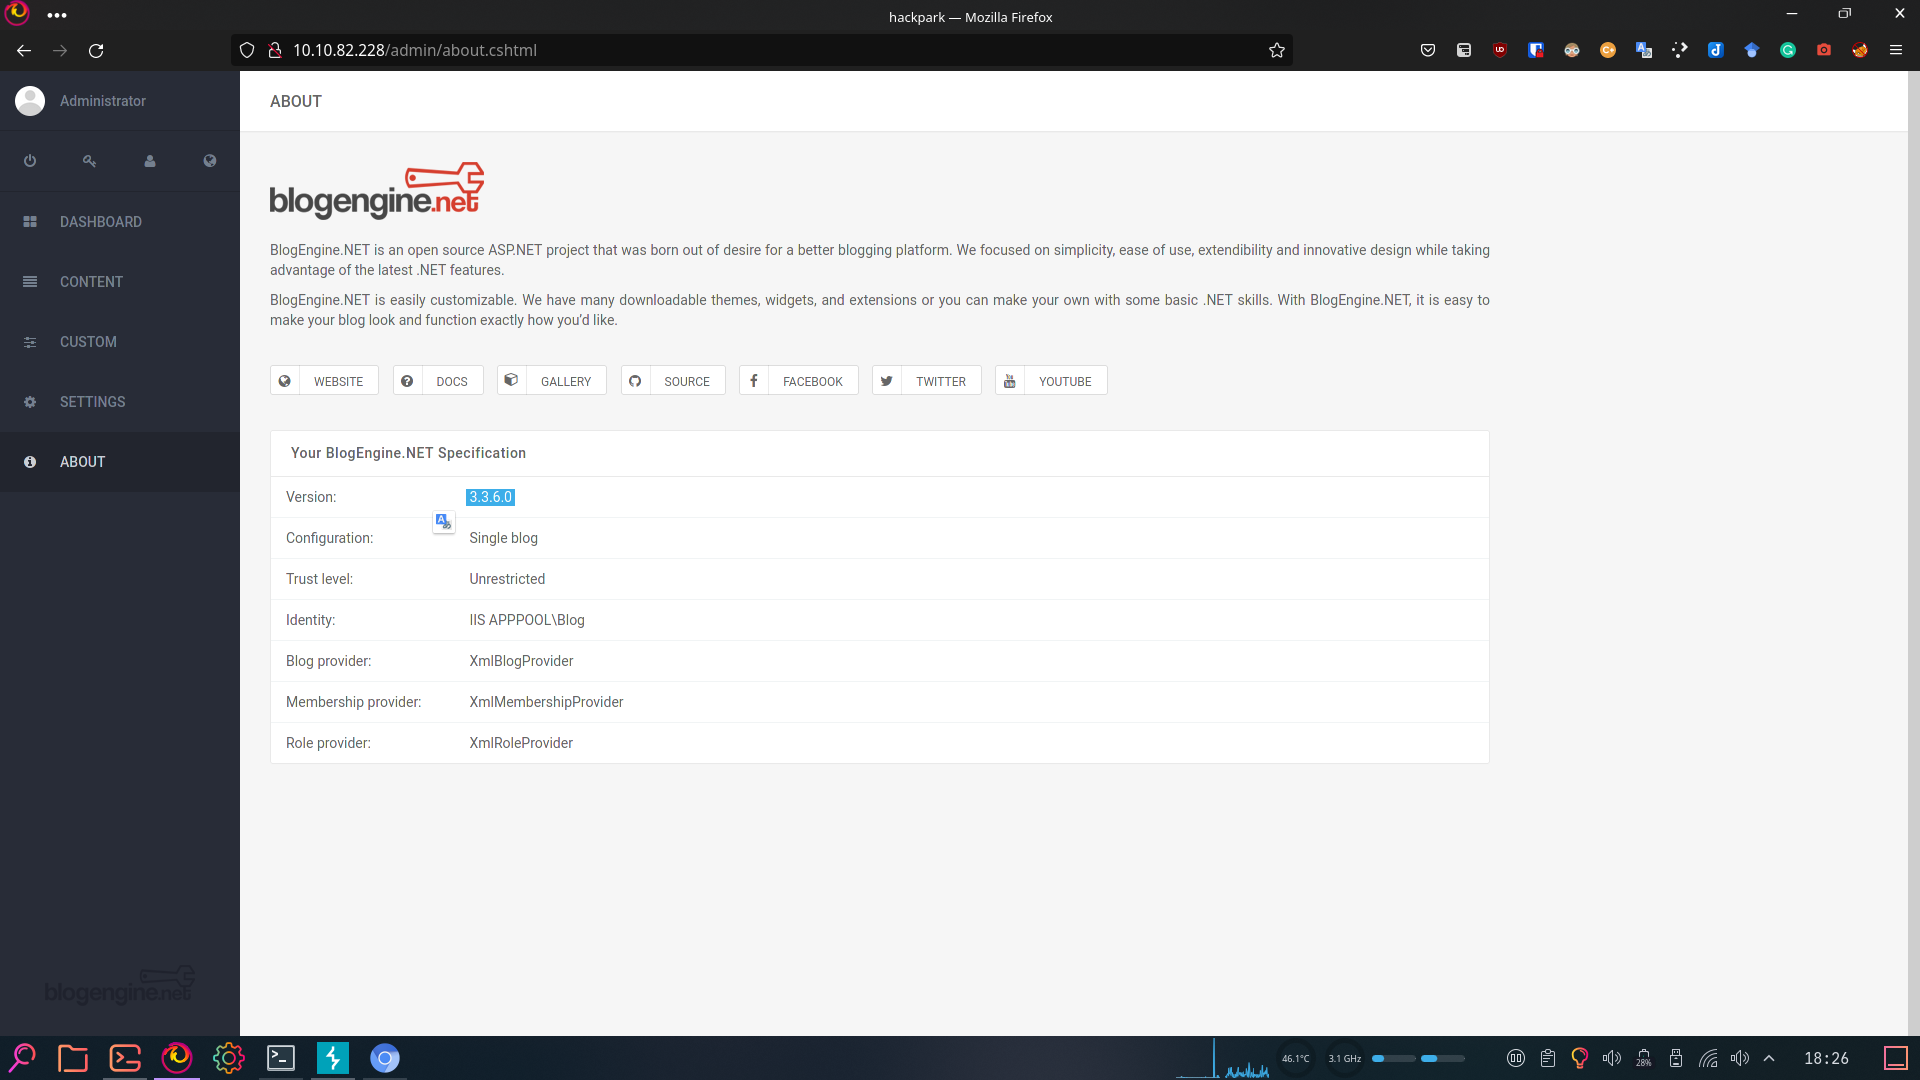 hackpark — Mozilla Firefox
10.10.82.228/admin/about.cshtml
Administrator
ABOUT
DASHBOARD
CONTENT
CUSTOM
SETTINGS
ABOUT
blogengine.net
BlogEngine.NET is an open source ASP.NET project that was born out of desire for a better blogging platform. We focused on simplicity, ease of use, extendibility and innovative design while taking
advantage of the latest .NET features.
BlogEngine.NET is easily customizable. We have many downloadable themes, widgets, and extensions or you can make your own with some basic .NET skills. With BlogEngine.NET, it is easy to
make your blog look and function exactly how you'd like.
WEBSITE DOCS GALLERY SOURCE FACEBOOK TWITTER YOUTUBE
Your BlogEngine.NET Specification
Version: 3.3.6.0
Configuration: Single blog
Trust level: Unrestricted
Identity: IIS APPPOOL\Blog
Blog provider: XmlBlogProvider
Membership provider: XmlMembershipProvider
Role provider: XmlRoleProvider
blogengine.net
46.1°C 3.1 GHz 28% 18:26